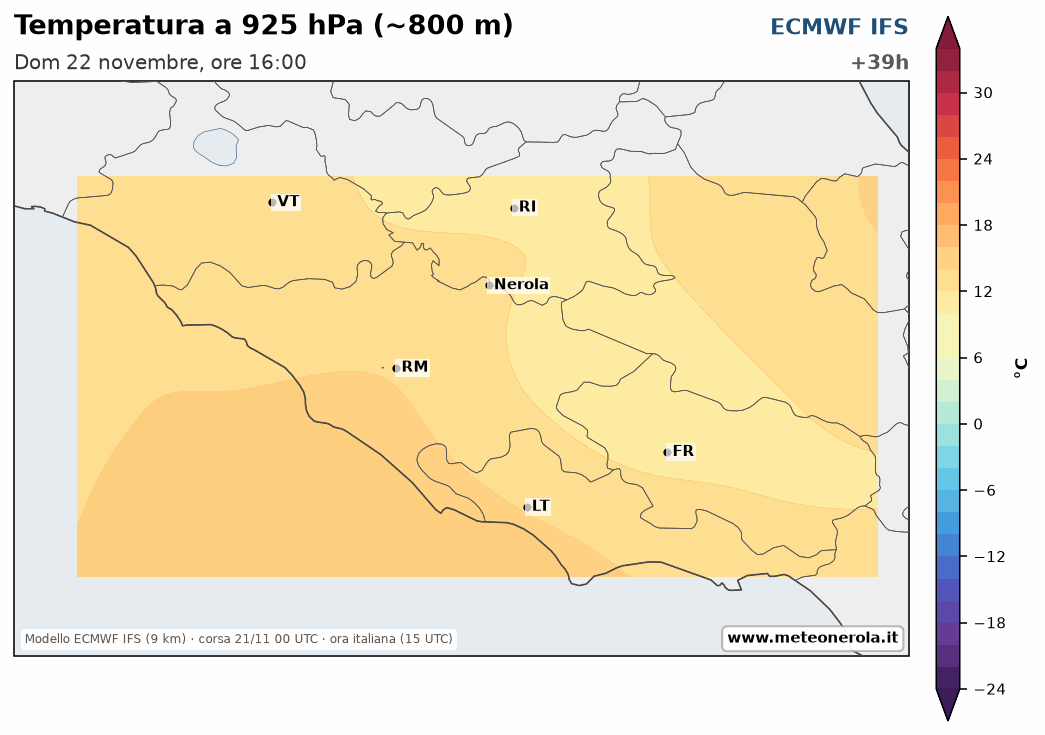 Temperatura a 925 hPa (~800 m)
ECMWF IFS
Dom 22 novembre, ore 16:00
+39h
VT
RI
Nerola
RM
FR
LT
30
24
18
12
6
0
−6
−12
−18
−24
°C
Modello ECMWF IFS (9 km) · corsa 21/11 00 UTC · ora italiana (15 UTC)
www.meteonerola.it